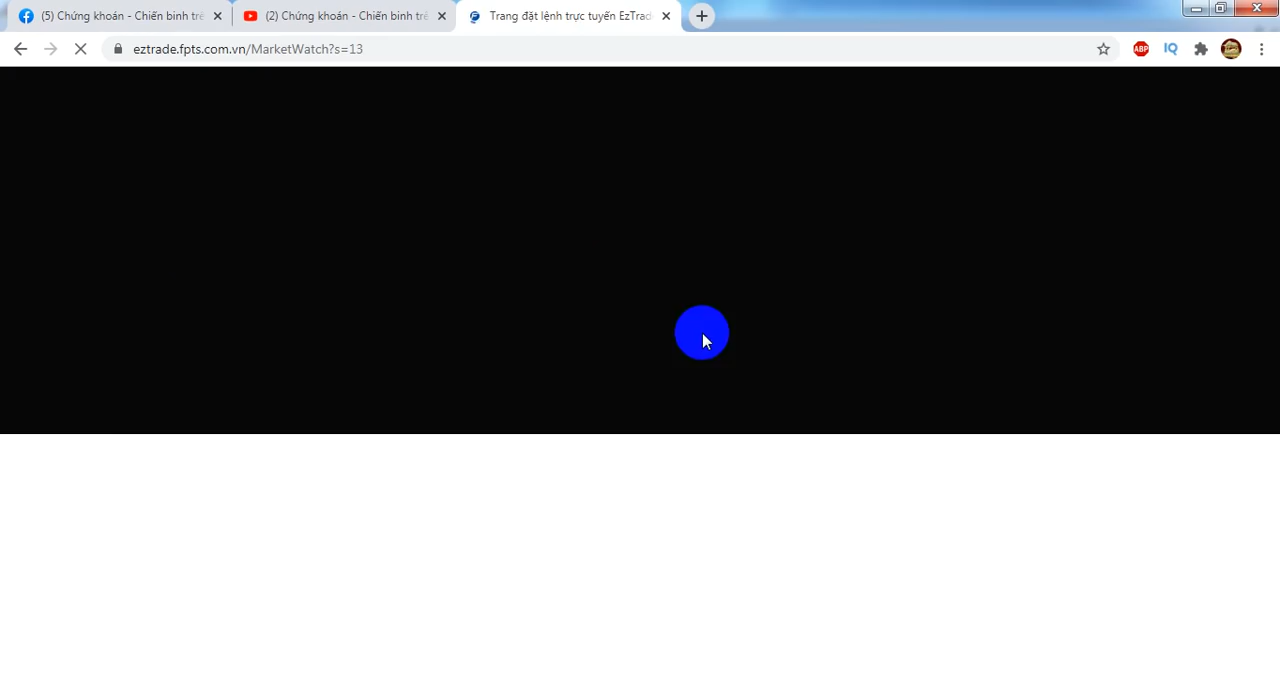 (5) Chứng khoán - Chiến binh trẻ
(2) Chứng khoán - Chiến binh trẻ
Trang đặt lệnh trực tuyến EzTrad
eztrade.fpts.com.vn/MarketWatch?s=13
ABP
IQ